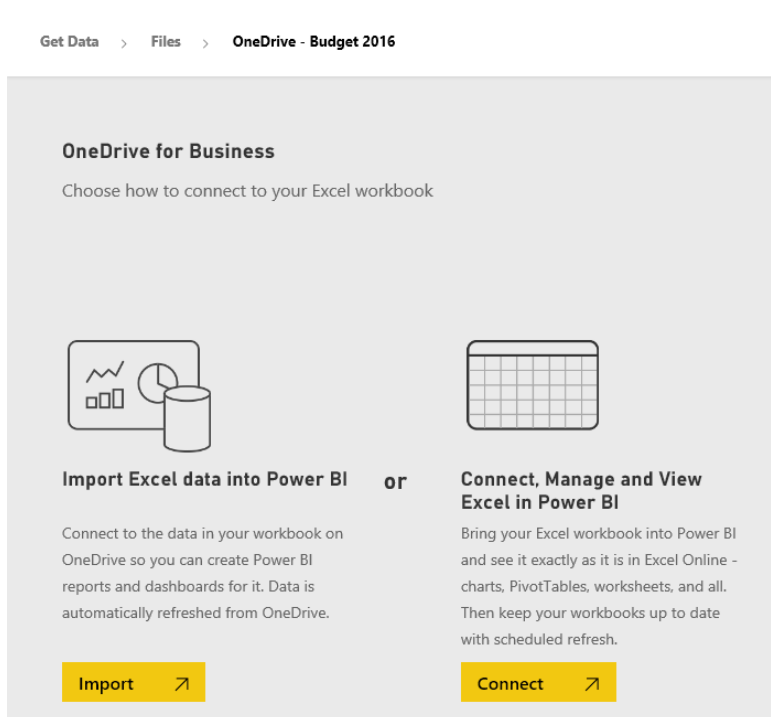 Get Data > Files > OneDrive - Budget 2016
OneDrive for Business
Choose how to connect to your Excel workbook
Import Excel data into Power BI
Connect to the data in your workbook on
OneDrive so you can create Power BI
reports and dashboards for it. Data is
automatically refreshed from OneDrive.
Import
or
Connect, Manage and View
Excel in Power BI
Bring your Excel workbook into Power BI
and see it exactly as it is in Excel Online -
charts, PivotTables, worksheets, and all.
Then keep your workbooks up to date
with scheduled refresh.
Connect